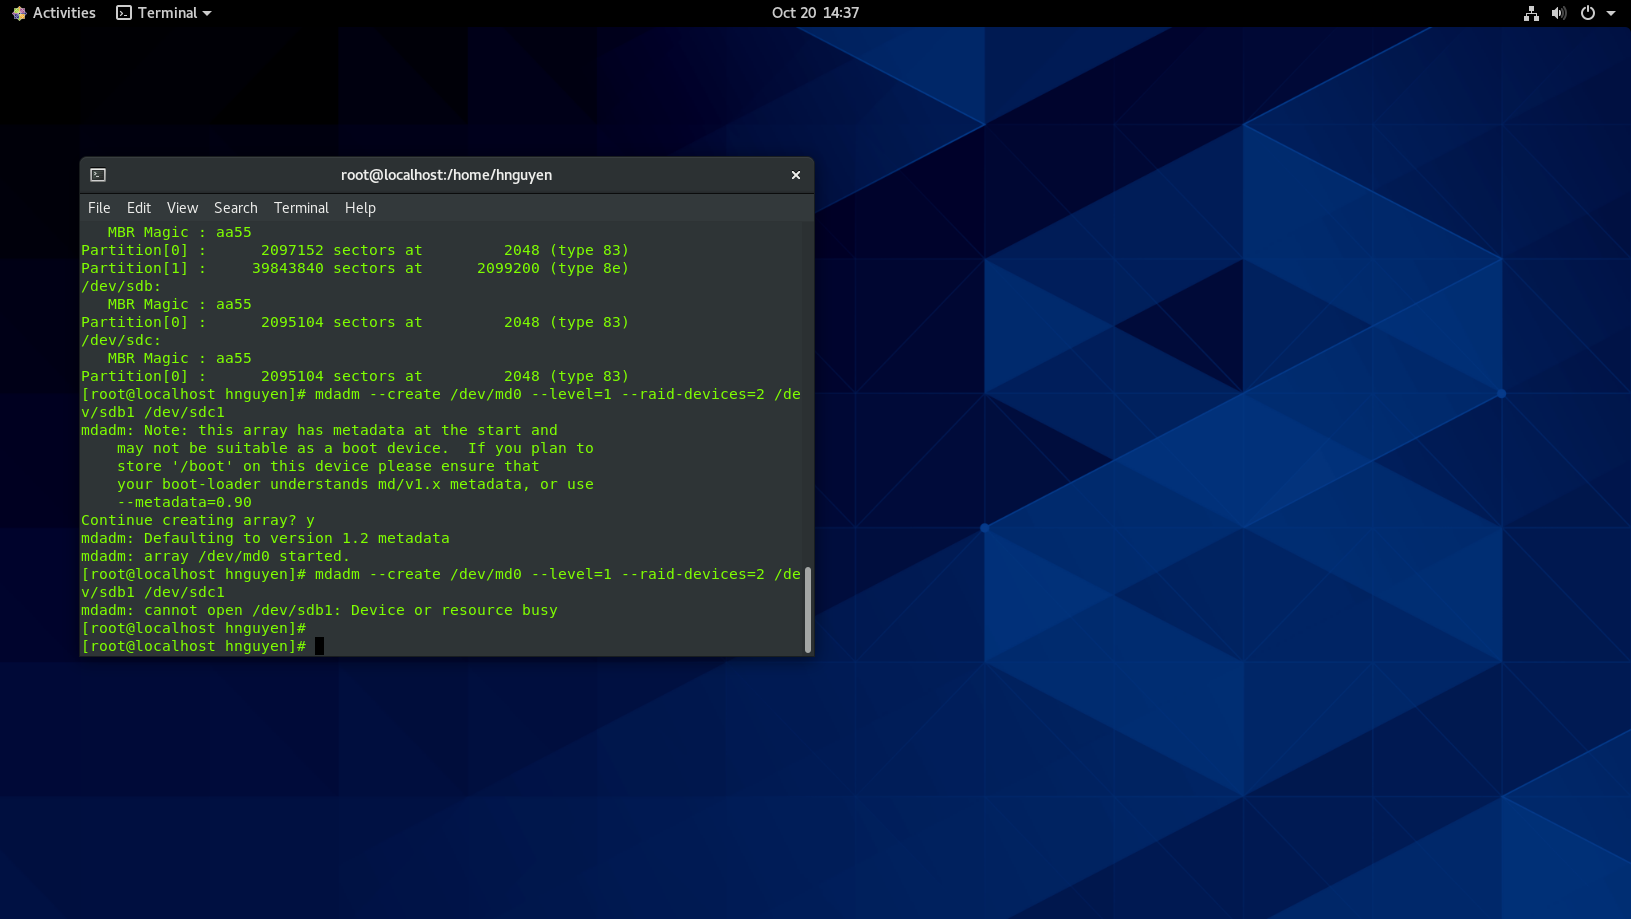 Activities Terminal Oct 20 14:37
root@localhost:/home/hnguyen
File Edit View Search Terminal Help
   MBR Magic : aa55
Partition[0] :      2097152 sectors at         2048 (type 83)
Partition[1] :     39843840 sectors at      2099200 (type 8e)
/dev/sdb:
   MBR Magic : aa55
Partition[0] :      2095104 sectors at         2048 (type 83)
/dev/sdc:
   MBR Magic : aa55
Partition[0] :      2095104 sectors at         2048 (type 83)
[root@localhost hnguyen]# mdadm --create /dev/md0 --level=1 --raid-devices=2 /de
v/sdb1 /dev/sdc1
mdadm: Note: this array has metadata at the start and
    may not be suitable as a boot device.  If you plan to
    store '/boot' on this device please ensure that
    your boot-loader understands md/v1.x metadata, or use
    --metadata=0.90
Continue creating array? y
mdadm: Defaulting to version 1.2 metadata
mdadm: array /dev/md0 started.
[root@localhost hnguyen]# mdadm --create /dev/md0 --level=1 --raid-devices=2 /de
v/sdb1 /dev/sdc1
mdadm: cannot open /dev/sdb1: Device or resource busy
[root@localhost hnguyen]#
[root@localhost hnguyen]#